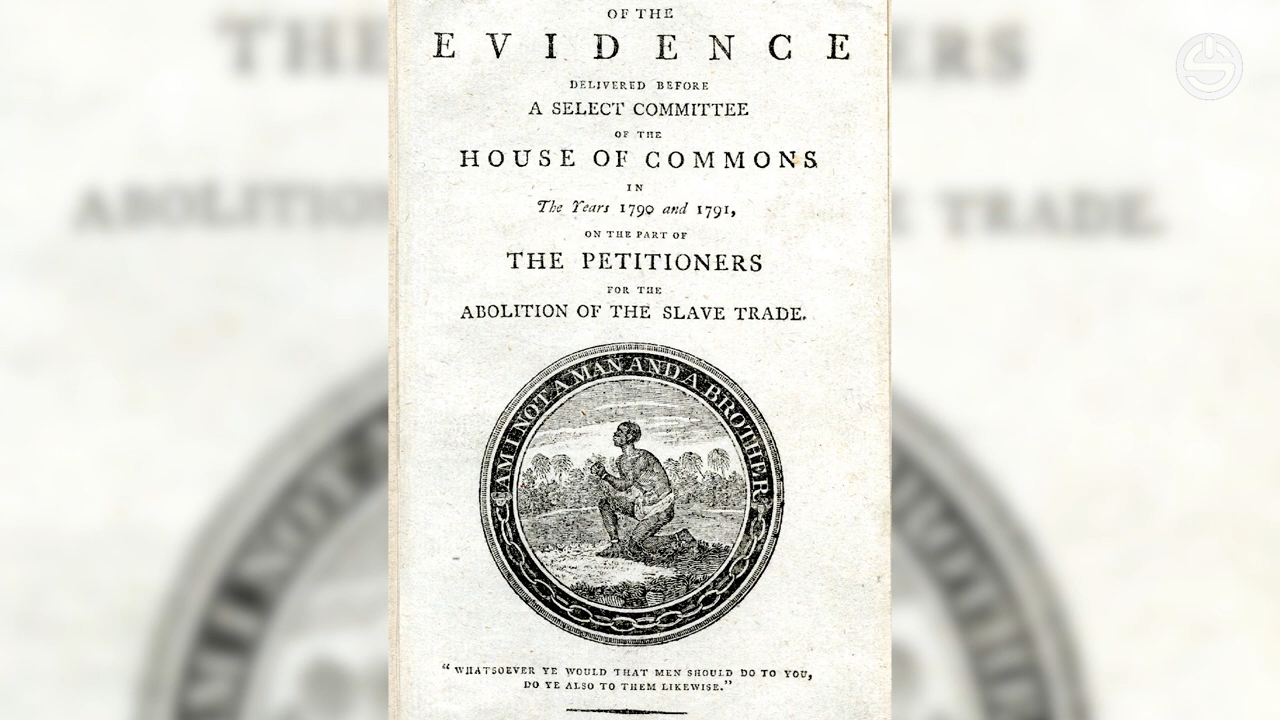 OF THE
EVIDENCE
DELIVERED BEFORE
A SELECT COMMITTEE
OF THE
HOUSE OF COMMONS
IN
The Years 1790 and 1791,
ON THE PART OF
THE PETITIONERS
FOR THE
ABOLITION OF THE SLAVE TRADE.
AM I NOT A MAN AND A BROTHER
"WHATSOEVER YE WOULD THAT MEN SHOULD DO TO YOU,
DO YE ALSO TO THEM LIKEWISE."